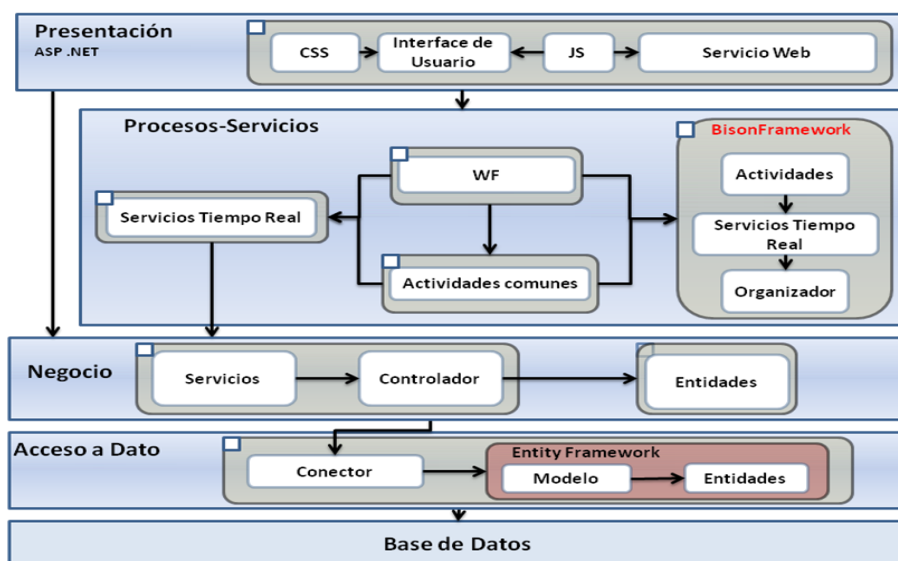 Presentación
ASP .NET
CSS
Interface de
Usuario
JS
Servicio Web
Procesos-Servicios
BisonFramework
WF
Actividades
Servicios Tiempo Real
Servicios Tiempo
Real
Actividades comunes
Organizador
Negocio
Servicios
Controlador
Entidades
Acceso a Dato
Entity Framework
Conector
Modelo
Entidades
Base de Datos